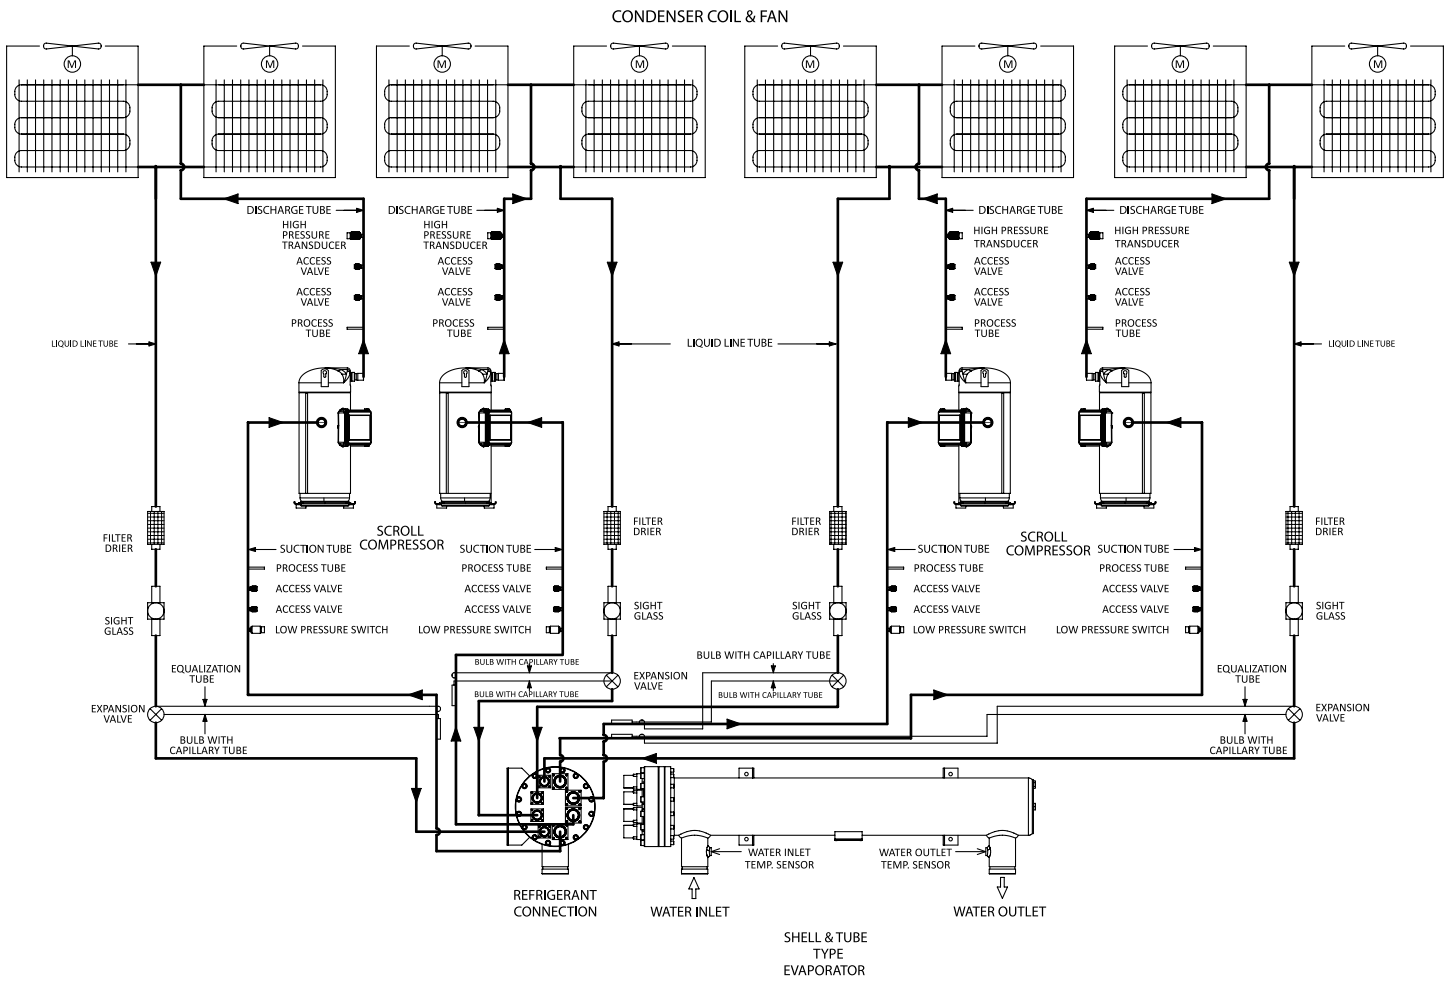 CONDENSER COIL & FAN
M
M
M
M
M
M
M
M
DISCHARGE TUBE
HIGH
PRESSURE
TRANSDUCER
ACCESS
VALVE
ACCESS
VALVE
PROCESS
TUBE
DISCHARGE TUBE
HIGH
PRESSURE
TRANSDUCER
ACCESS
VALVE
ACCESS
VALVE
PROCESS
TUBE
DISCHARGE TUBE
HIGH PRESSURE
TRANSDUCER
ACCESS
VALVE
ACCESS
VALVE
PROCESS
TUBE
DISCHARGE TUBE
HIGH PRESSURE
TRANSDUCER
ACCESS
VALVE
ACCESS
VALVE
PROCESS
TUBE
LIQUID LINE TUBE
LIQUID LINE TUBE
LIQUID LINE TUBE
FILTER
DRIER
SCROLL
COMPRESSOR
FILTER
DRIER
FILTER
DRIER
SCROLL
COMPRESSOR
FILTER
DRIER
SUCTION TUBE
PROCESS TUBE
ACCESS VALVE
ACCESS VALVE
LOW PRESSURE SWITCH
SUCTION TUBE
PROCESS TUBE
ACCESS VALVE
ACCESS VALVE
LOW PRESSURE SWITCH
SUCTION TUBE
PROCESS TUBE
ACCESS VALVE
ACCESS VALVE
LOW PRESSURE SWITCH
SUCTION TUBE
PROCESS TUBE
ACCESS VALVE
ACCESS VALVE
LOW PRESSURE SWITCH
SIGHT
GLASS
SIGHT
GLASS
SIGHT
GLASS
SIGHT
GLASS
EQUALIZATION
TUBE
EXPANSION
VALVE
BULB WITH
CAPILLARY TUBE
BULB WITH CAPILLARY TUBE
BULB WITH CAPILLARY TUBE
EXPANSION
VALVE
BULB WITH CAPILLARY TUBE
BULB WITH CAPILLARY TUBE
EQUALIZATION
TUBE
EXPANSION
VALVE
BULB WITH
CAPILLARY TUBE
WATER INLET
TEMP. SENSOR
WATER OUTLET
TEMP. SENSOR
REFRIGERANT
CONNECTION
WATER INLET
WATER OUTLET
SHELL & TUBE
TYPE
EVAPORATOR